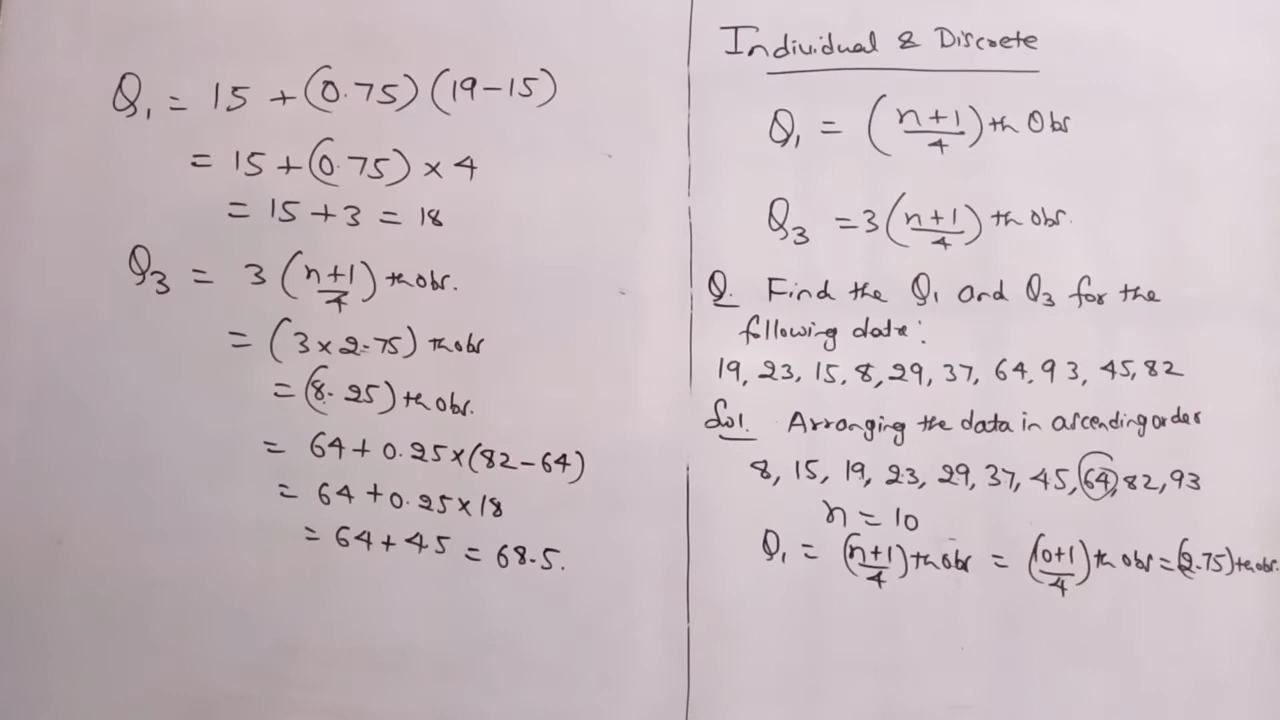 Q₁ = 15 + (0.75) (19-15)
= 15 + (0.75) × 4
= 15 + 3 = 18
Q₃ = 3 (n+1/4) th obs.
= (3 × 2.75) th obs
= (8.25) th obs.
= 64 + 0.25 × (82-64)
= 64 + 0.25 × 18
= 64 + 45 = 68.5.
Individual & Discrete
Q₁ = (n+1/4) th Obs
Q₃ = 3 (n+1/4) th obs.
Q. Find the Q₁ and Q₃ for the
following data:
19, 23, 15, 8, 29, 37, 64, 93, 45, 82
Sol. Arranging the data in ascending order
8, 15, 19, 23, 29, 37, 45, 64, 82, 93
n = 10
Q₁ = (n+1/4) th obs = (10+1/4) th obs = (2.75) th obs.